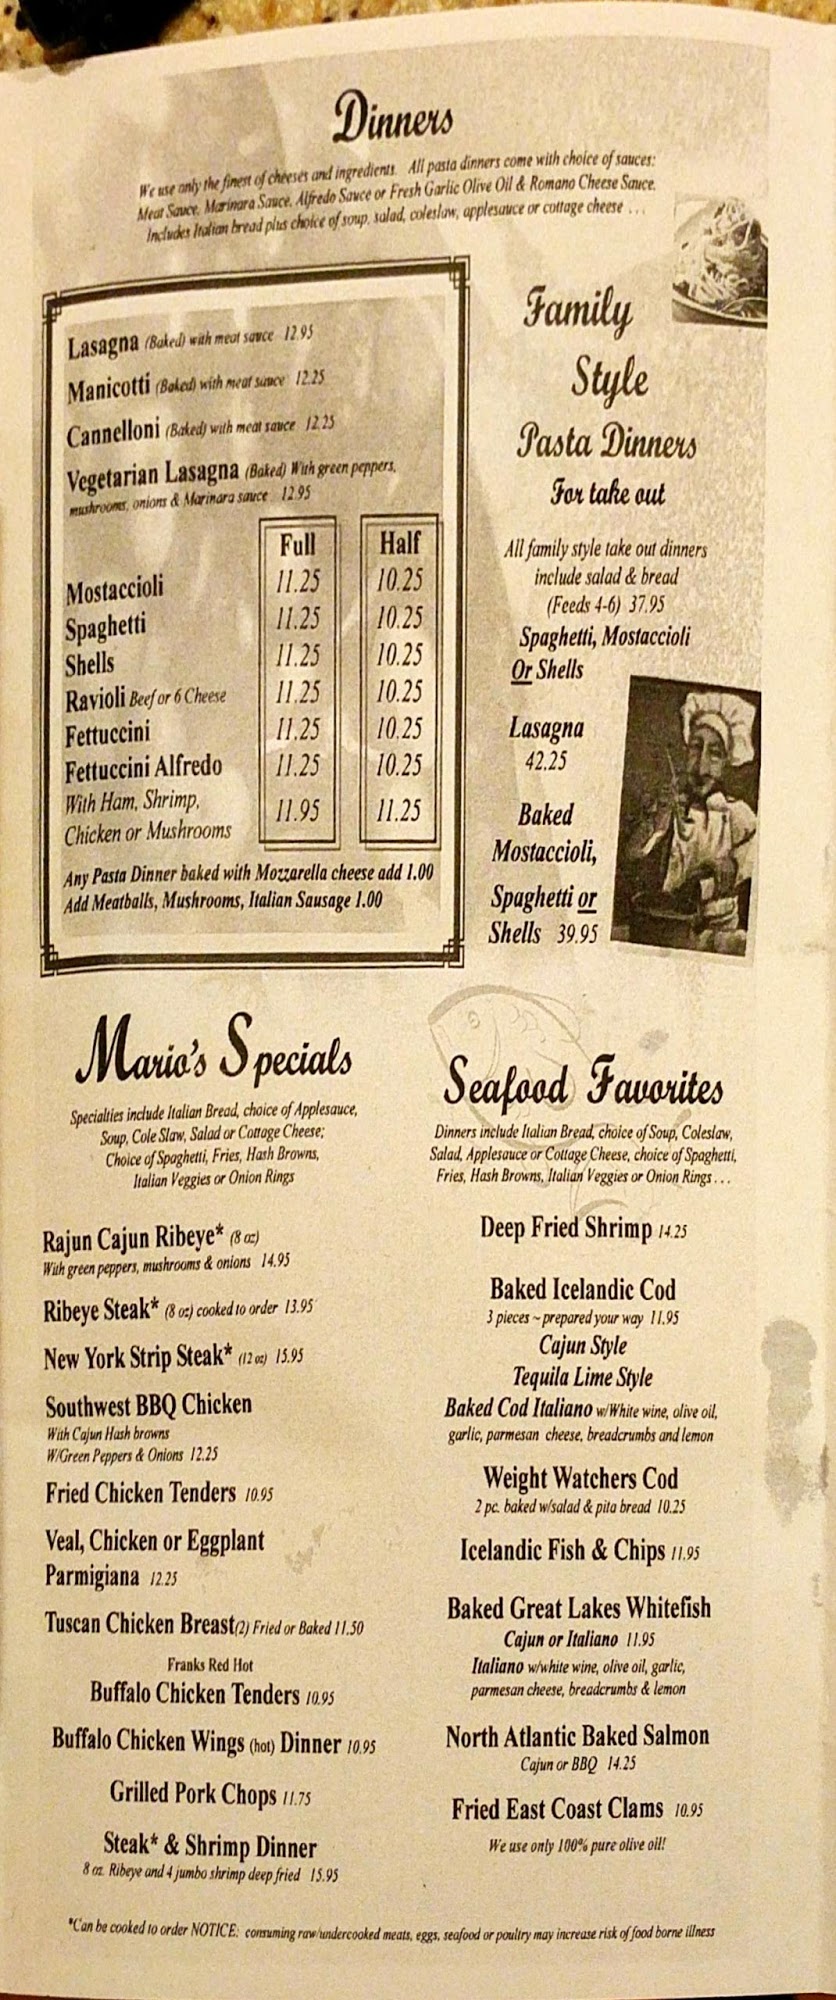 Dinners
We use only the finest of cheeses and ingredients. All pasta dinners come with choice of sauces:
Meat Sauce, Marinara Sauce, Alfredo Sauce or Fresh Garlic Olive Oil & Romano Cheese Sauce.
Includes Italian bread plus choice of soup, salad, coleslaw, applesauce or cottage cheese ...
Lasagna (Baked) with meat sauce 12.95
Manicotti (Baked) with meat sauce 12.25
Cannelloni (Baked) with meat sauce 12.25
Vegetarian Lasagna (Baked) With green peppers,
mushrooms, onions & Marinara sauce 12.95
Full Half
Mostaccioli 11.25 10.25
Spaghetti 11.25 10.25
Shells 11.25 10.25
Ravioli Beef or 6 Cheese 11.25 10.25
Fettuccini 11.25 10.25
Fettuccini Alfredo 11.25 10.25
With Ham, Shrimp,
Chicken or Mushrooms 11.95 11.25
Any Pasta Dinner baked with Mozzarella cheese add 1.00
Add Meatballs, Mushrooms, Italian Sausage 1.00
Family
Style
Pasta Dinners
For take out
All family style take out dinners
include salad & bread
(Feeds 4-6) 37.95
Spaghetti, Mostaccioli
Or Shells
Lasagna
42.25
Baked
Mostaccioli,
Spaghetti or
Shells 39.95
Mario's Specials
Specialties include Italian Bread, choice of Applesauce,
Soup, Cole Slaw, Salad or Cottage Cheese;
Choice of Spaghetti, Fries, Hash Browns,
Italian Veggies or Onion Rings
Rajun Cajun Ribeye* (8 oz)
With green peppers, mushrooms & onions 14.95
Ribeye Steak* (8 oz) cooked to order 13.95
New York Strip Steak* (12 oz) 15.95
Southwest BBQ Chicken
With Cajun Hash browns
W/Green Peppers & Onions 12.25
Fried Chicken Tenders 10.95
Veal, Chicken or Eggplant
Parmigiana 12.25
Tuscan Chicken Breast(2) Fried or Baked 11.50
Franks Red Hot
Buffalo Chicken Tenders 10.95
Buffalo Chicken Wings (hot) Dinner 10.95
Grilled Pork Chops 11.75
Steak* & Shrimp Dinner
8 oz. Ribeye and 4 jumbo shrimp deep fried 15.95
Seafood Favorites
Dinners include Italian Bread, choice of Soup, Coleslaw,
Salad, Applesauce or Cottage Cheese, choice of Spaghetti,
Fries, Hash Browns, Italian Veggies or Onion Rings ...
Deep Fried Shrimp 14.25
Baked Icelandic Cod
3 pieces ~ prepared your way 11.95
Cajun Style
Tequila Lime Style
Baked Cod Italiano w/White wine, olive oil,
garlic, parmesan cheese, breadcrumbs and lemon
Weight Watchers Cod
2 pc. baked w/salad & pita bread 10.25
Icelandic Fish & Chips 11.95
Baked Great Lakes Whitefish
Cajun or Italiano 11.95
Italiano w/white wine, olive oil, garlic,
parmesan cheese, breadcrumbs & lemon
North Atlantic Baked Salmon
Cajun or BBQ 14.25
Fried East Coast Clams 10.95
We use only 100% pure olive oil!
*Can be cooked to order NOTICE: consuming raw/undercooked meats, eggs, seafood or poultry may increase risk of food borne illness